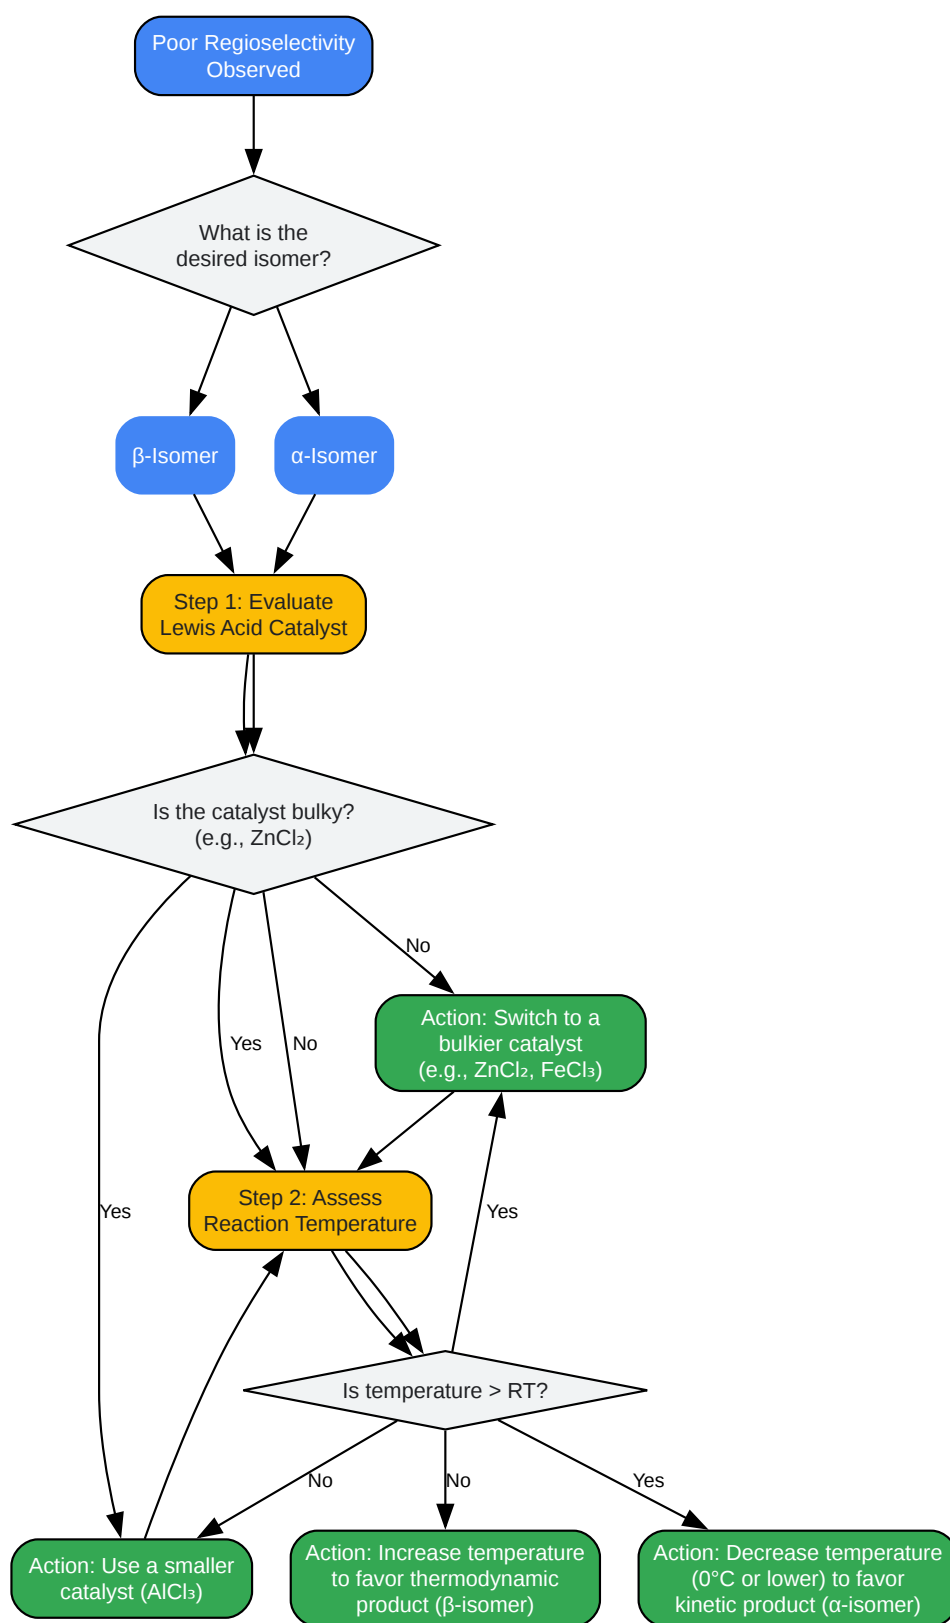 Poor Regioselectivity
Observed
What is the
desired isomer?
β-Isomer
α-Isomer
Step 1: Evaluate
Lewis Acid Catalyst
Is the catalyst bulky?
(e.g., ZnCl₂)
No
Action: Switch to a
bulkier catalyst
(e.g., ZnCl₂, FeCl₃)
Yes
No
Yes
Step 2: Assess
Reaction Temperature
Yes
Is temperature > RT?
No
No
Yes
Action: Use a smaller
catalyst (AlCl₃)
Action: Increase temperature
to favor thermodynamic
product (β-isomer)
Action: Decrease temperature
(0°C or lower) to favor
kinetic product (α-isomer)